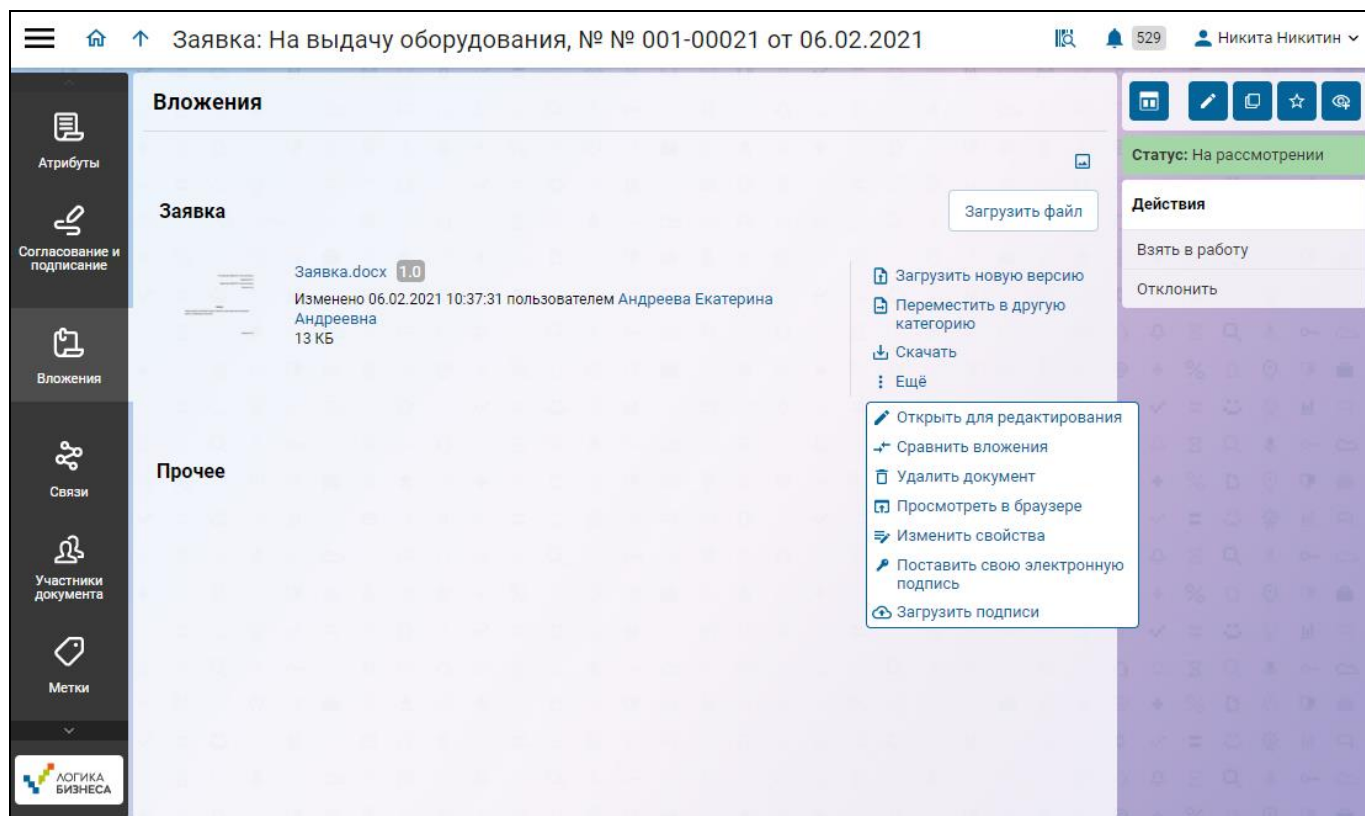 Заявка: На выдачу оборудования, № № 001-00021 от 06.02.2021
529
Никита Никитин
Атрибуты
Согласование и
подписание
Вложения
Связи
Участники
документа
Метки
ЛОГИКА
БИЗНЕСА
Вложения
Заявка
Загрузить файл
Заявка.docx 1.0
Изменено 06.02.2021 10:37:31 пользователем Андреева Екатерина
Андреевна
13 КБ
Загрузить новую версию
Переместить в другую
категорию
Скачать
Ещё
Открыть для редактирования
Сравнить вложения
Удалить документ
Просмотреть в браузере
Изменить свойства
Поставить свою электронную
подпись
Загрузить подписи
Прочее
Статус: На рассмотрении
Действия
Взять в работу
Отклонить